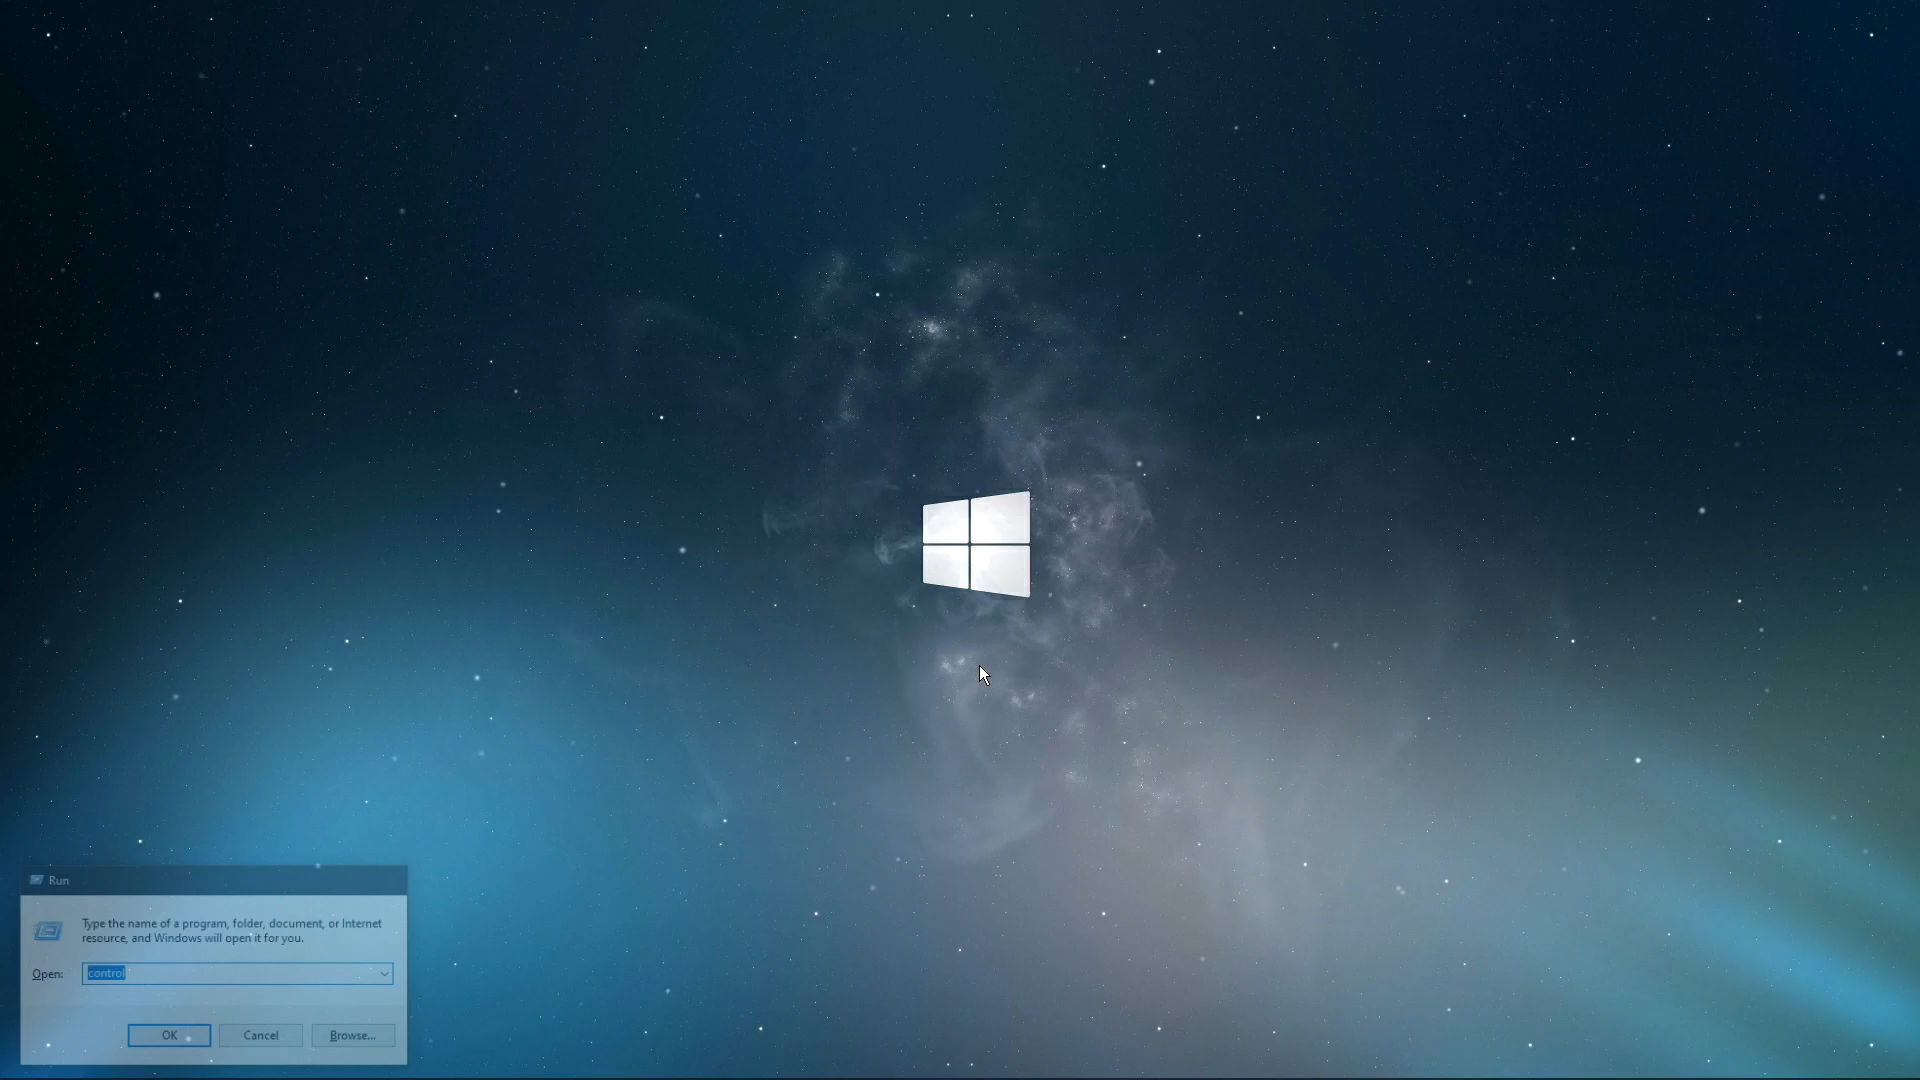 Run
Type the name of a program, folder, document, or Internet
resource, and Windows will open it for you.
Open: control
OK Cancel Browse...